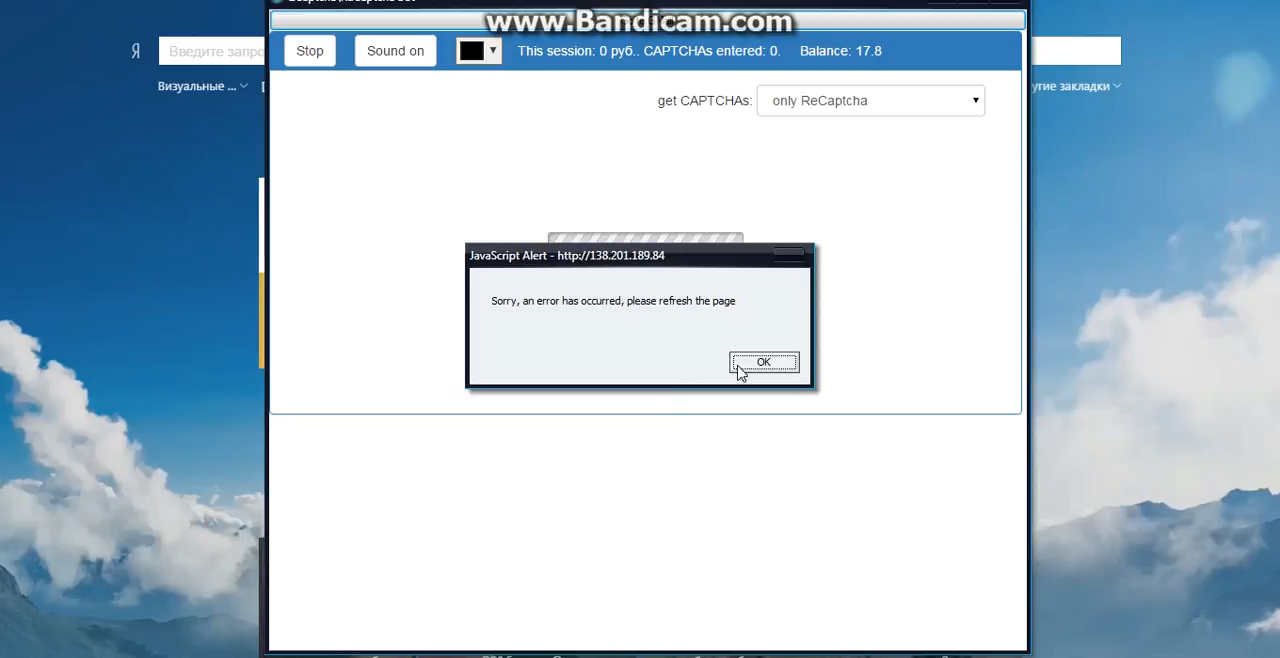 www.Bandicam.com
Я
Введите запро
Stop
Sound on
This session: 0 руб.. CAPTCHAs entered: 0.
Balance: 17.8
Визуальные ...
угие закладки
get CAPTCHAs:
only ReCaptcha
JavaScript Alert - http://138.201.189.84
Sorry, an error has occurred, please refresh the page
OK